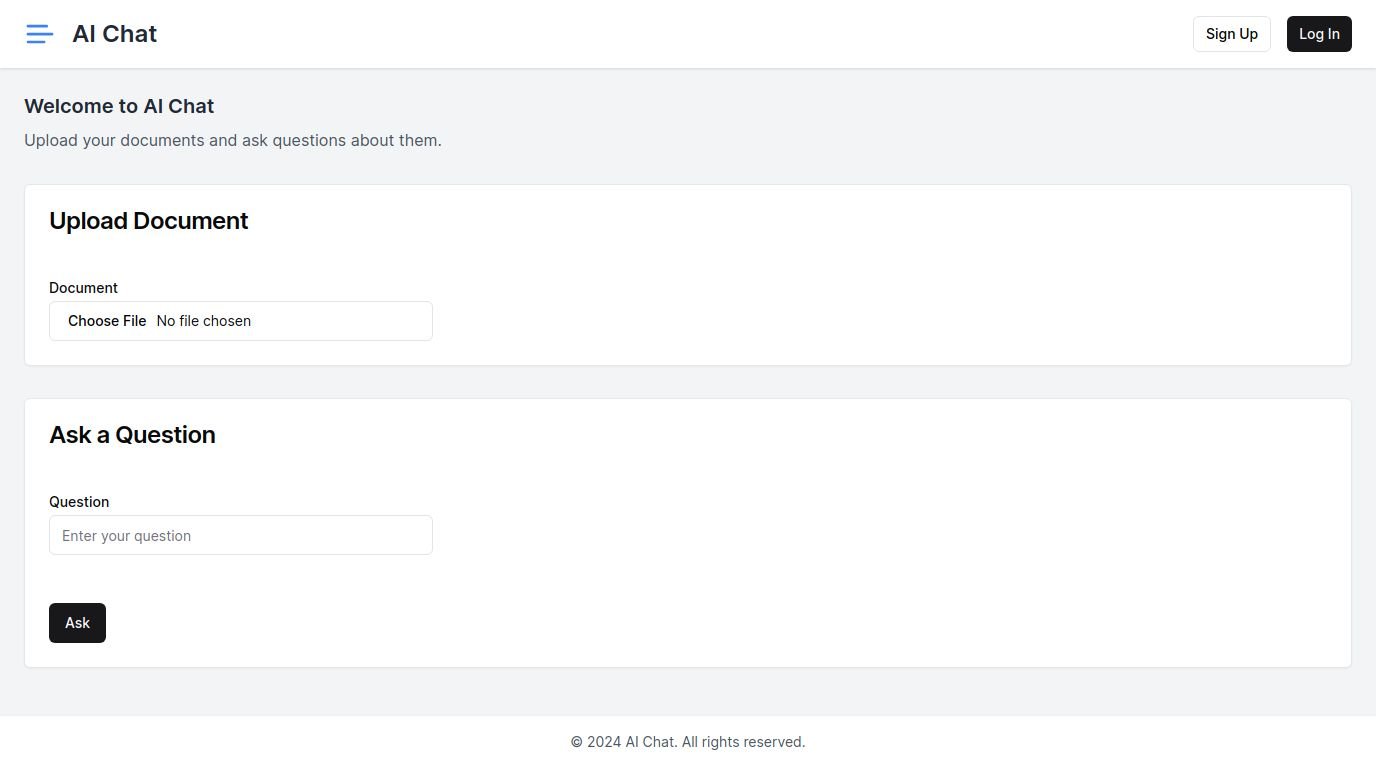 AI Chat
Sign Up
Log In
Welcome to AI Chat
Upload your documents and ask questions about them.
Upload Document
Document
Choose File No file chosen
Ask a Question
Question
Enter your question
Ask
© 2024 AI Chat. All rights reserved.